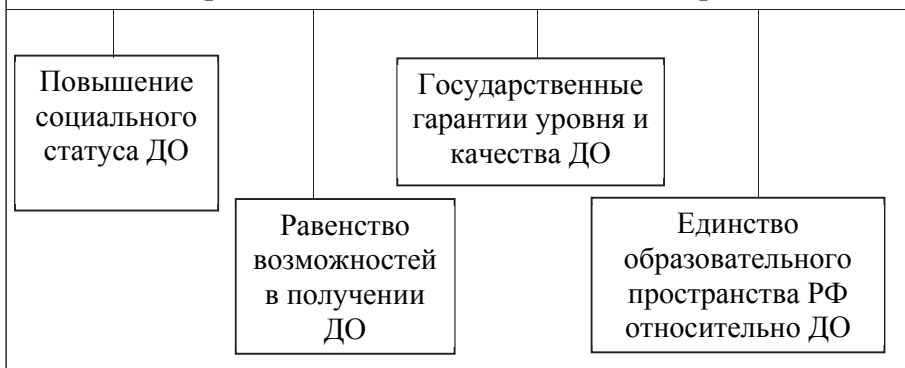 Повышение
социального
статуса ДО
Государственные
гарантии уровня и
качества ДО
Равенство
возможностей
в получении
ДО
Единство
образовательного
пространства РФ
относительно ДО